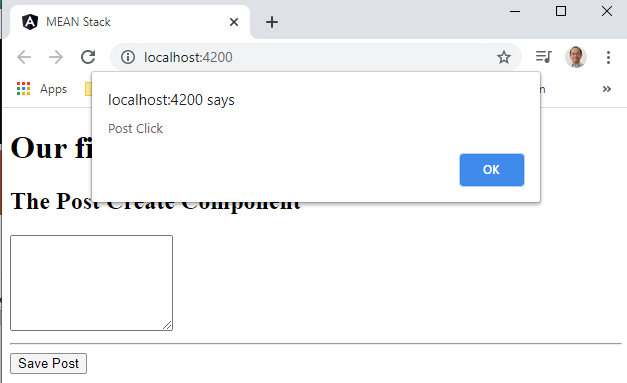 MEAN Stack
localhost:4200
Apps
localhost:4200 says
Post Click
OK
Our fi
The Post Create Component
Save Post